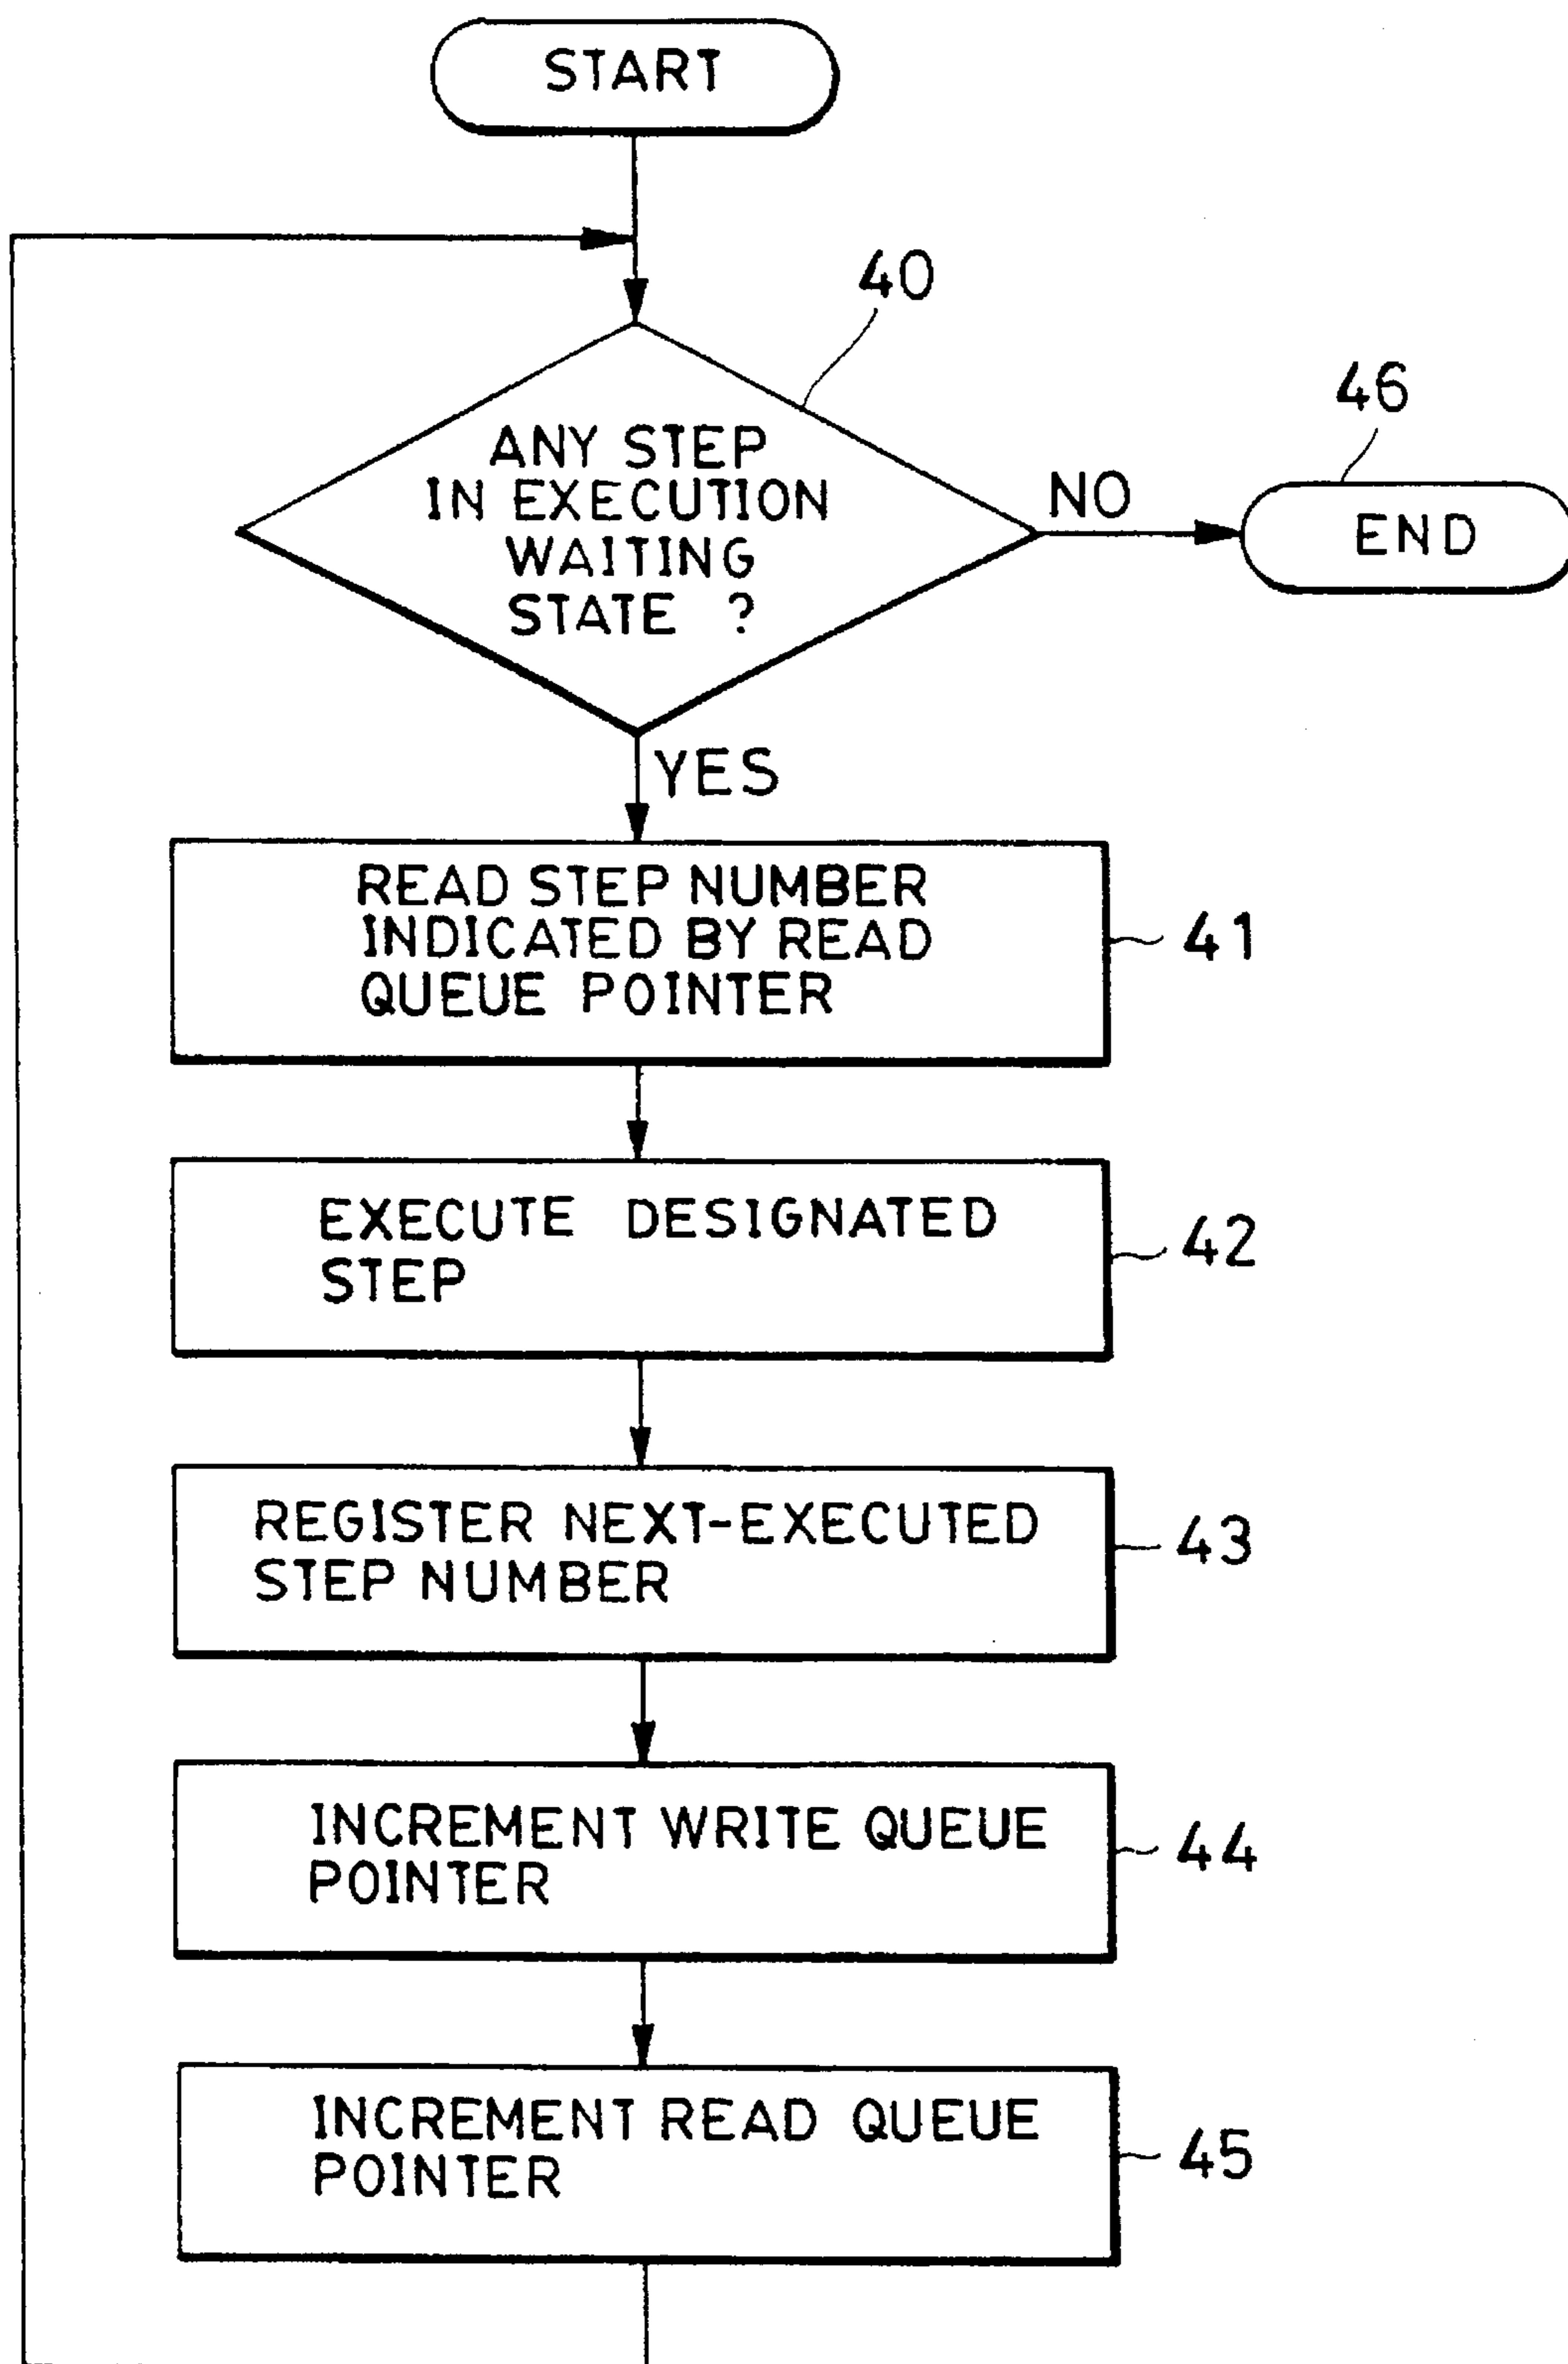 START
40
46
ANY STEP
IN EXECUTION
WAITING
STATE ?
NO
END
YES
READ STEP NUMBER
INDICATED BY READ
QUEUE POINTER
41
EXECUTE DESIGNATED
STEP
42
REGISTER NEXT-EXECUTED
STEP NUMBER
43
INCREMENT WRITE QUEUE
POINTER
44
INCREMENT READ QUEUE
POINTER
45